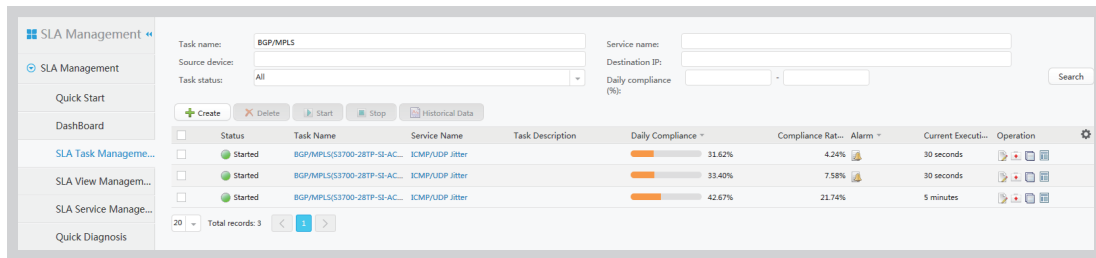 SLA Management «
Task name: BGP/MPLS Service name:
Source device: Destination IP:
SLA Management
Task status: All Daily compliance (%): - Search
Quick Start
Create Delete Start Stop Historical Data
DashBoard
Status Task Name Service Name Task Description Daily Compliance Compliance Rat... Alarm Current Executi... Operation
SLA Task Manageme...
Started BGP/MPLS(S3700-28TP-SI-AC... ICMP/UDP Jitter 31.62% 4.24% 30 seconds
SLA View Managem...
Started BGP/MPLS(S3700-28TP-SI-AC... ICMP/UDP Jitter 33.40% 7.58% 30 seconds
SLA Service Manage...
Started BGP/MPLS(S3700-28TP-SI-AC... ICMP/UDP Jitter 42.67% 21.74% 5 minutes
20 Total records: 3 < 1 >
Quick Diagnosis